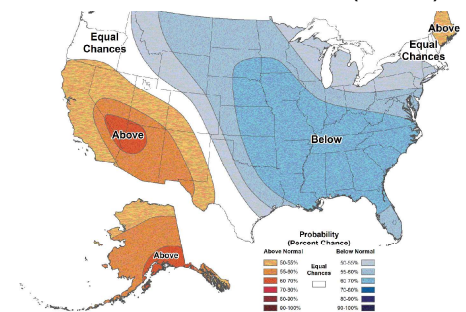 Above
Equal
Chances
Equal
Chances
Above
Below
Above
Probability
(Percent Chance)
Above Normal
Below Normal
50-55%
55-60%
60-70%
70-80%
80-90%
90-100%
Equal
Chances
50-55%
55-60%
60-70%
70-80%
80-90%
90-100%